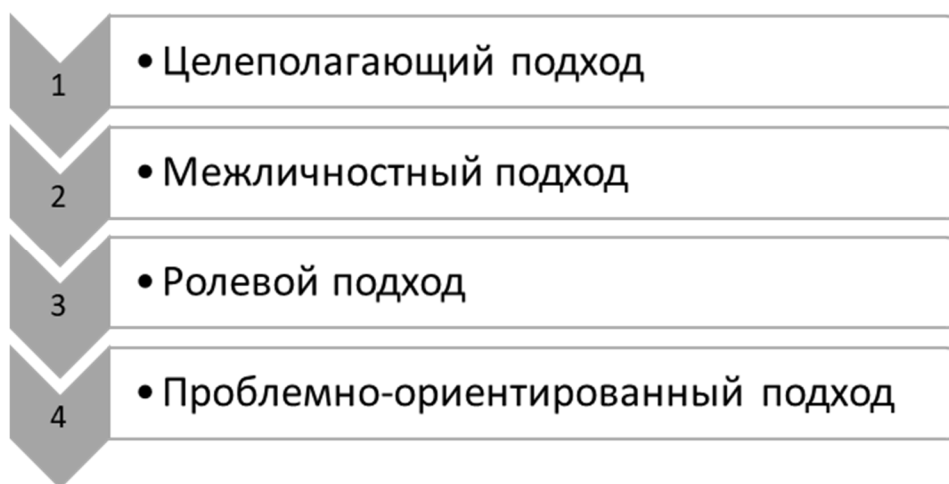 1 • Целеполагающий подход
2 • Межличностный подход
3 • Ролевой подход
4 • Проблемно-ориентированный подход